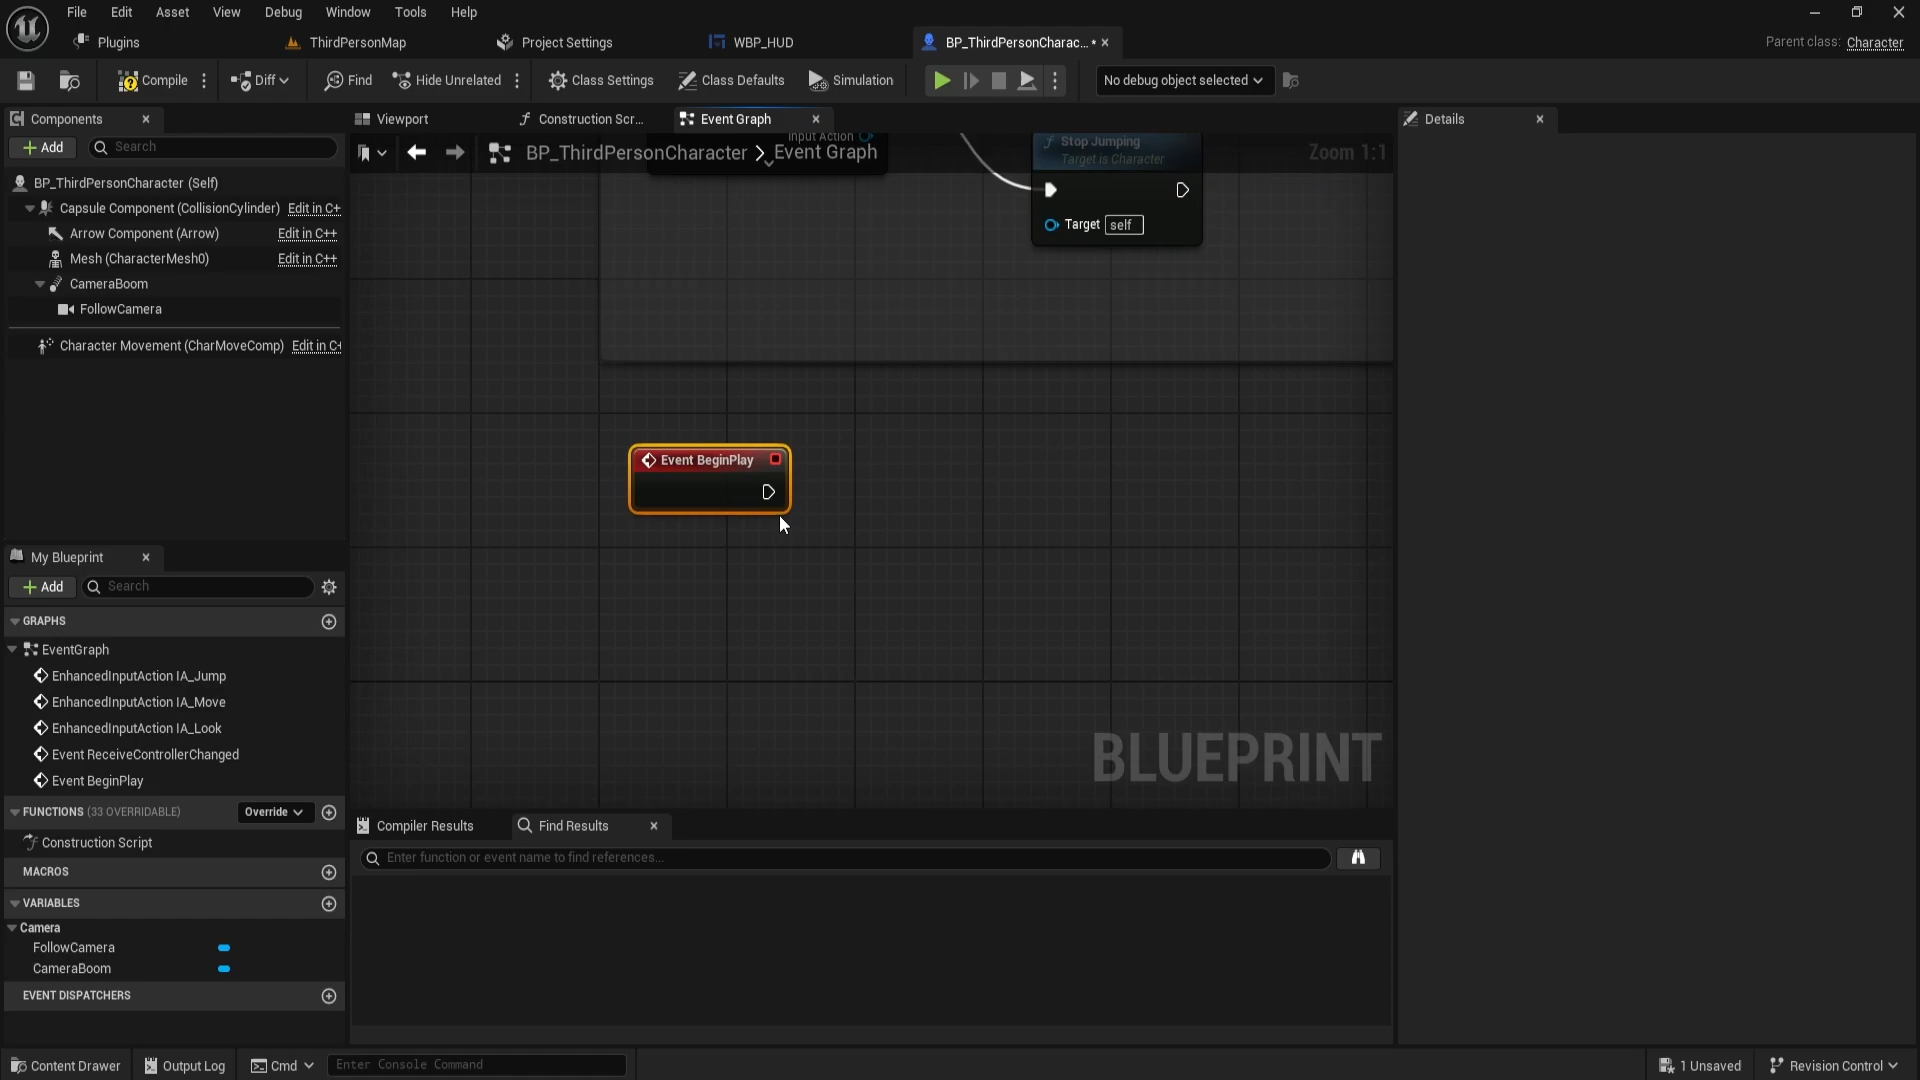 File Edit Asset View Debug Window Tools Help
Plugins ThirdPersonMap Project Settings WBP_HUD BP_ThirdPersonCharac... • × Parent class: Character
Compile Diff Find Hide Unrelated Class Settings Class Defaults Simulation No debug object selected
Components × Viewport Construction Scr... Event Graph × Details ×
+ Add Search
Input Action
BP_ThirdPersonCharacter > Event Graph Zoom 1:1
Stop Jumping
Target is Character
Target self
BP_ThirdPersonCharacter (Self)
Capsule Component (CollisionCylinder) Edit in C+
Arrow Component (Arrow) Edit in C++
Mesh (CharacterMesh0) Edit in C++
CameraBoom
FollowCamera
Character Movement (CharMoveComp) Edit in C+
Event BeginPlay
BLUEPRINT
My Blueprint ×
+ Add Search
GRAPHS
EventGraph
EnhancedInputAction IA_Jump
EnhancedInputAction IA_Move
EnhancedInputAction IA_Look
Event ReceiveControllerChanged
Event BeginPlay
FUNCTIONS (33 OVERRIDABLE) Override
Construction Script
MACROS
VARIABLES
Camera
FollowCamera
CameraBoom
EVENT DISPATCHERS
Compiler Results Find Results ×
Enter function or event name to find references...
Content Drawer Output Log Cmd Enter Console Command 1 Unsaved Revision Control